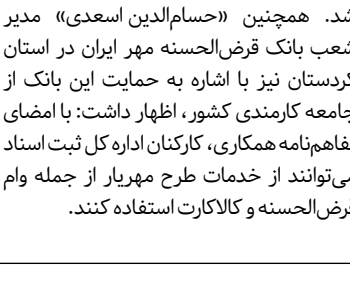 شد. همچنین «حسام‌الدین اسعدی» مدیر
شعب بانک قرض‌الحسنه مهر ایران در استان
کردستان نیز با اشاره به حمایت این بانک از
جامعه کارمندی کشور، اظهار داشت: با امضای
تفاهم‌نامه همکاری، کارکنان اداره کل ثبت اسناد
می‌توانند از خدمات طرح مهریار از جمله وام
قرض‌الحسنه و کالاکارت استفاده کنند.